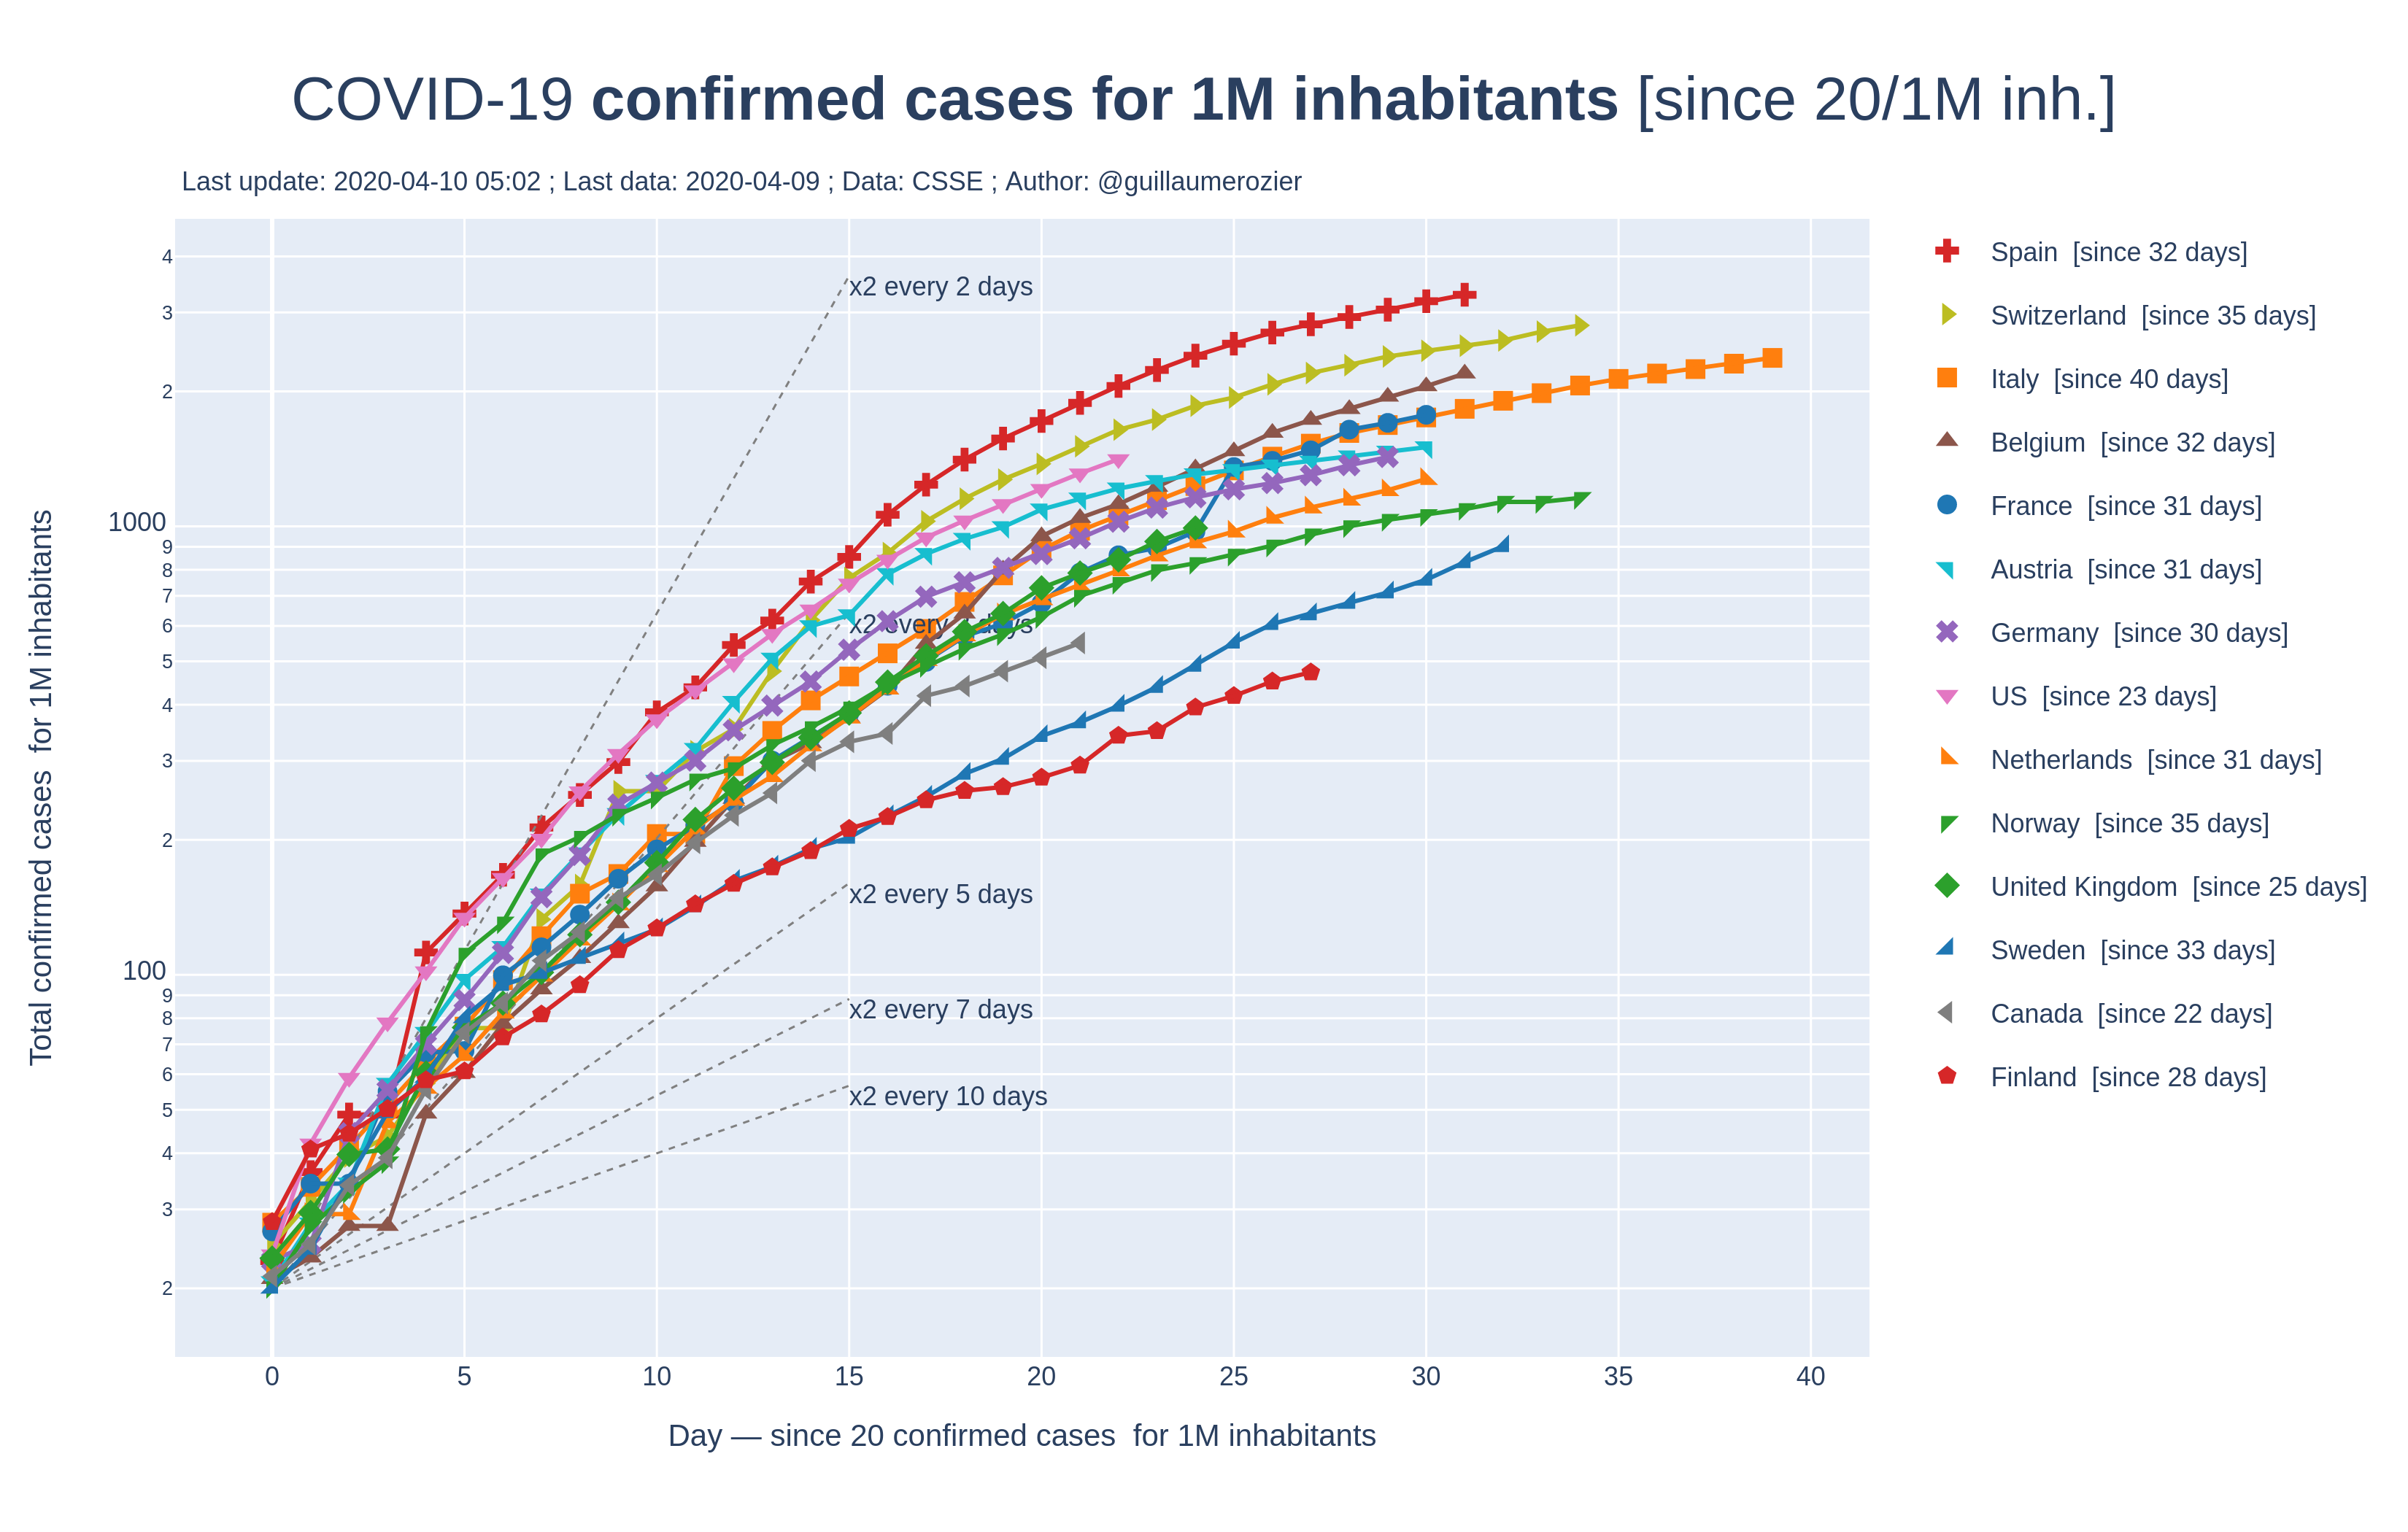 COVID-19 confirmed cases for 1M inhabitants [since 20/1M inh.]
Last update: 2020-04-10 05:02 ; Last data: 2020-04-09 ; Data: CSSE ; Author: @guillaumerozier
Total confirmed cases for 1M inhabitants
4
3
2
1000
9
8
7
6
5
4
3
2
100
9
8
7
6
5
4
3
2
x2 every 2 days
x2 every days
x2 every 5 days
x2 every 7 days
x2 every 10 days
0 5 10 15 20 25 30 35 40
Day — since 20 confirmed cases for 1M inhabitants
Spain [since 32 days]
Switzerland [since 35 days]
Italy [since 40 days]
Belgium [since 32 days]
France [since 31 days]
Austria [since 31 days]
Germany [since 30 days]
US [since 23 days]
Netherlands [since 31 days]
Norway [since 35 days]
United Kingdom [since 25 days]
Sweden [since 33 days]
Canada [since 22 days]
Finland [since 28 days]